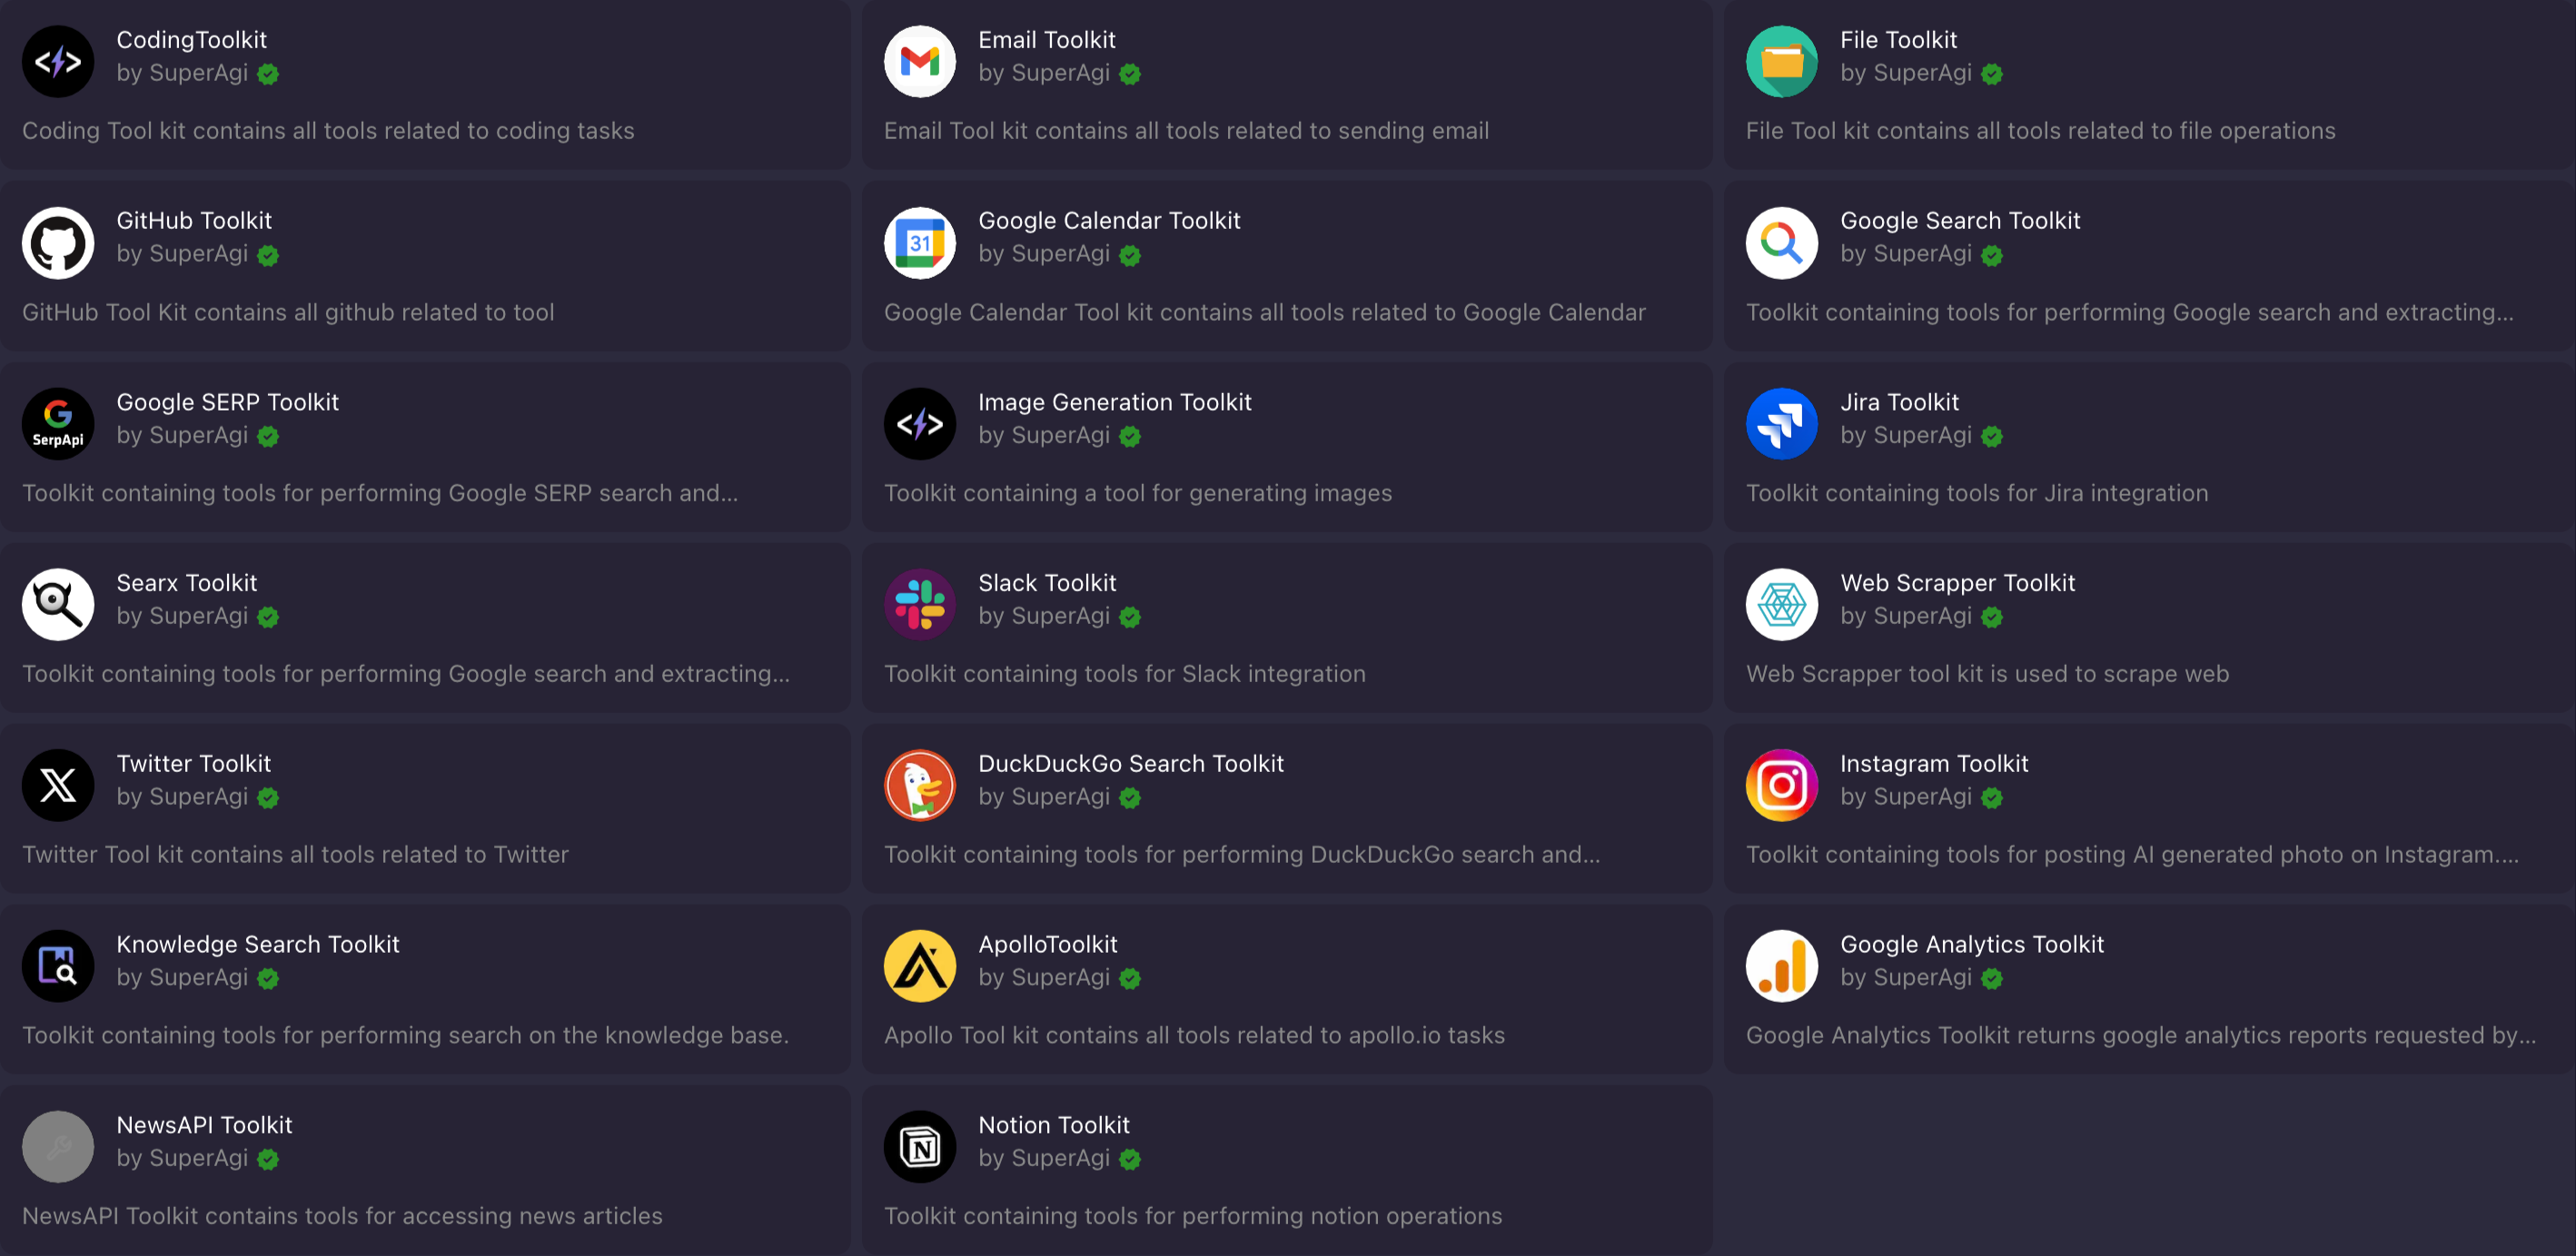 CodingToolkit
by SuperAgi
Coding Tool kit contains all tools related to coding tasks
Email Toolkit
by SuperAgi
Email Tool kit contains all tools related to sending email
File Toolkit
by SuperAgi
File Tool kit contains all tools related to file operations
GitHub Toolkit
by SuperAgi
GitHub Tool Kit contains all github related to tool
31
Google Calendar Toolkit
by SuperAgi
Google Calendar Tool kit contains all tools related to Google Calendar
Google Search Toolkit
by SuperAgi
Toolkit containing tools for performing Google search and extracting...
G
SerpApi
Google SERP Toolkit
by SuperAgi
Toolkit containing tools for performing Google SERP search and...
Image Generation Toolkit
by SuperAgi
Toolkit containing a tool for generating images
Jira Toolkit
by SuperAgi
Toolkit containing tools for Jira integration
Searx Toolkit
by SuperAgi
Toolkit containing tools for performing Google search and extracting...
Slack Toolkit
by SuperAgi
Toolkit containing tools for Slack integration
Web Scrapper Toolkit
by SuperAgi
Web Scrapper tool kit is used to scrape web
Twitter Toolkit
by SuperAgi
Twitter Tool kit contains all tools related to Twitter
DuckDuckGo Search Toolkit
by SuperAgi
Toolkit containing tools for performing DuckDuckGo search and...
Instagram Toolkit
by SuperAgi
Toolkit containing tools for posting AI generated photo on Instagram....
Knowledge Search Toolkit
by SuperAgi
Toolkit containing tools for performing search on the knowledge base.
ApolloToolkit
by SuperAgi
Apollo Tool kit contains all tools related to apollo.io tasks
Google Analytics Toolkit
by SuperAgi
Google Analytics Toolkit returns google analytics reports requested by...
NewsAPI Toolkit
by SuperAgi
NewsAPI Toolkit contains tools for accessing news articles
N
Notion Toolkit
by SuperAgi
Toolkit containing tools for performing notion operations